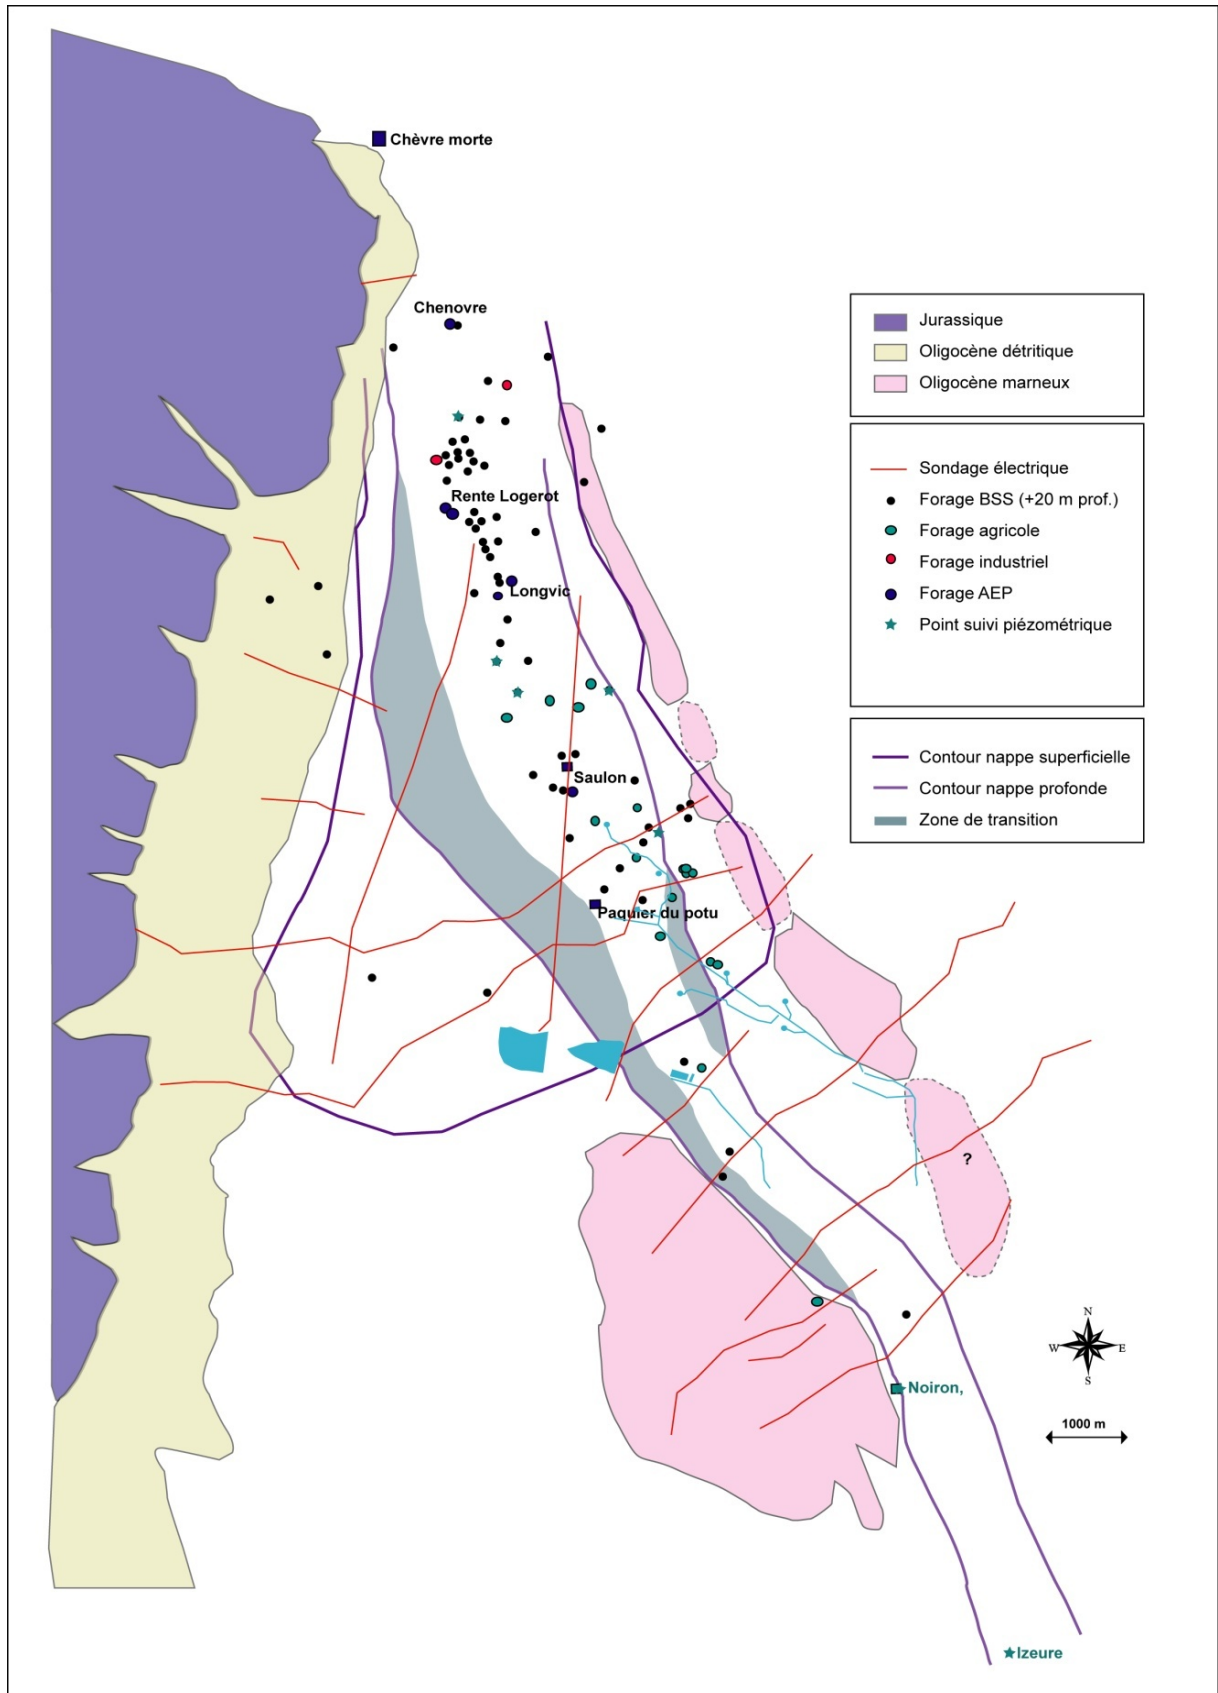 Chèvre morte
Chenovre
Rente Logerot
Longvic
Saulon
Paquier du potu
?
Noiron,
Izeure
Jurassique
Oligocène détritique
Oligocène marneux
Sondage électrique
Forage BSS (+20 m prof.)
Forage agricole
Forage industriel
Forage AEP
Point suivi piézométrique
Contour nappe superficielle
Contour nappe profonde
Zone de transition
N
W E
S
1000 m